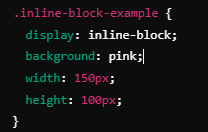 .inline-block-example {
  display: inline-block;
  background: pink;
  width: 150px;
  height: 100px;
}